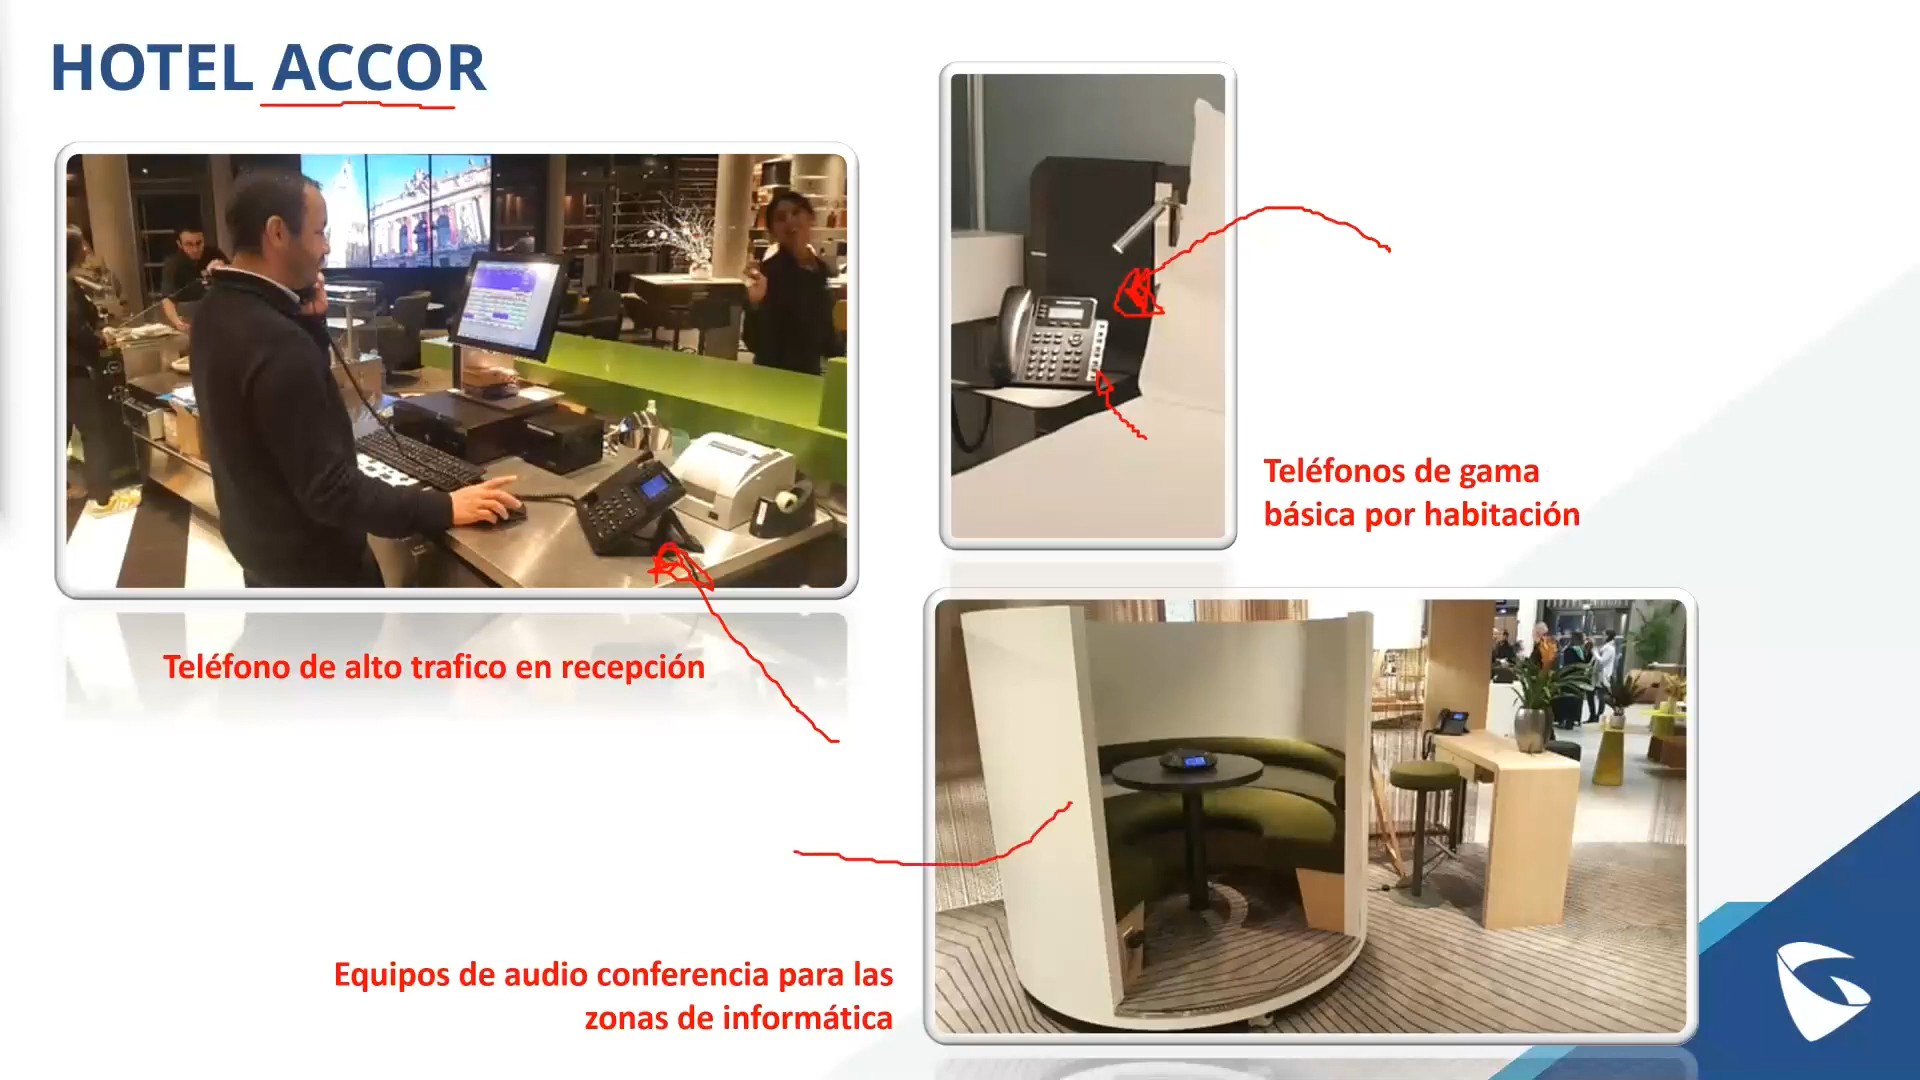 HOTEL ACCOR
Teléfonos de gama
básica por habitación
Teléfono de alto trafico en recepción
Equipos de audio conferencia para las
zonas de informática